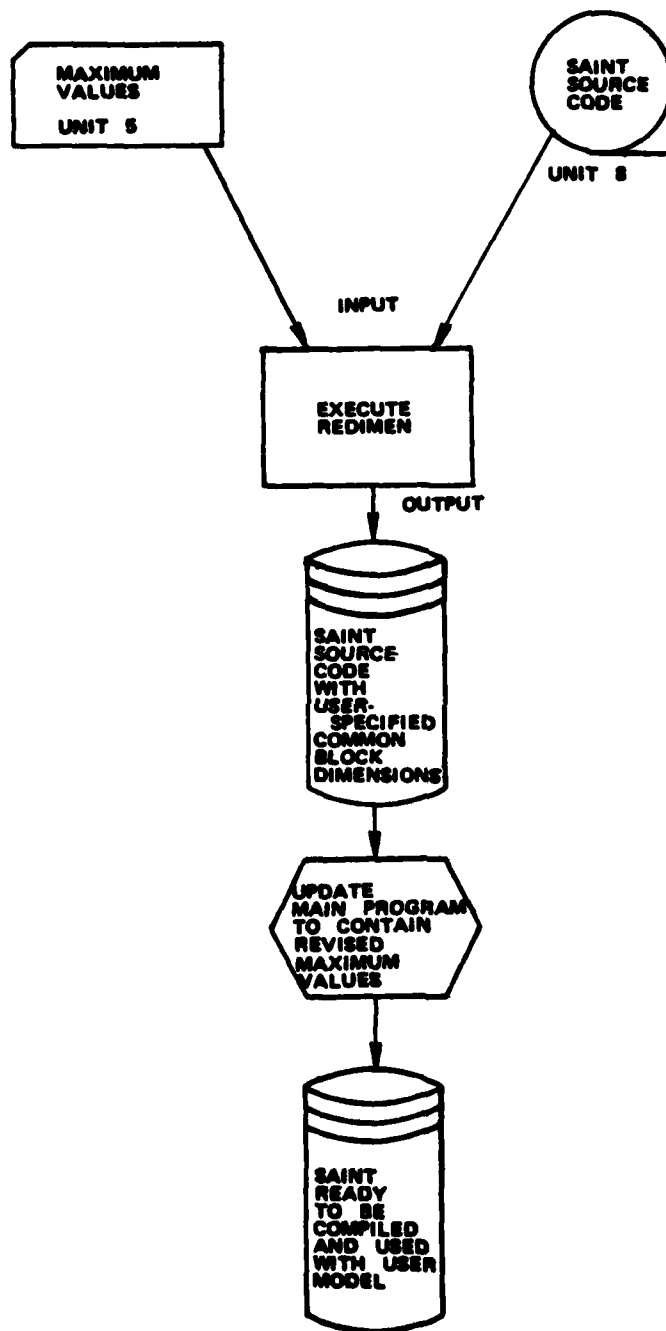 MAXIMUM
VALUES
UNIT 5
SAINT
SOURCE
CODE
UNIT 8
INPUT
EXECUTE
REDIMEN
OUTPUT
SAINT
SOURCE
CODE
WITH
USER-
SPECIFIED
COMMON
BLOCK
DIMENSIONS
UPDATE
MAIN PROGRAM
TO CONTAIN
REVISED
MAXIMUM
VALUES
SAINT
READY
TO BE
COMPILED
AND USED
WITH USER
MODEL